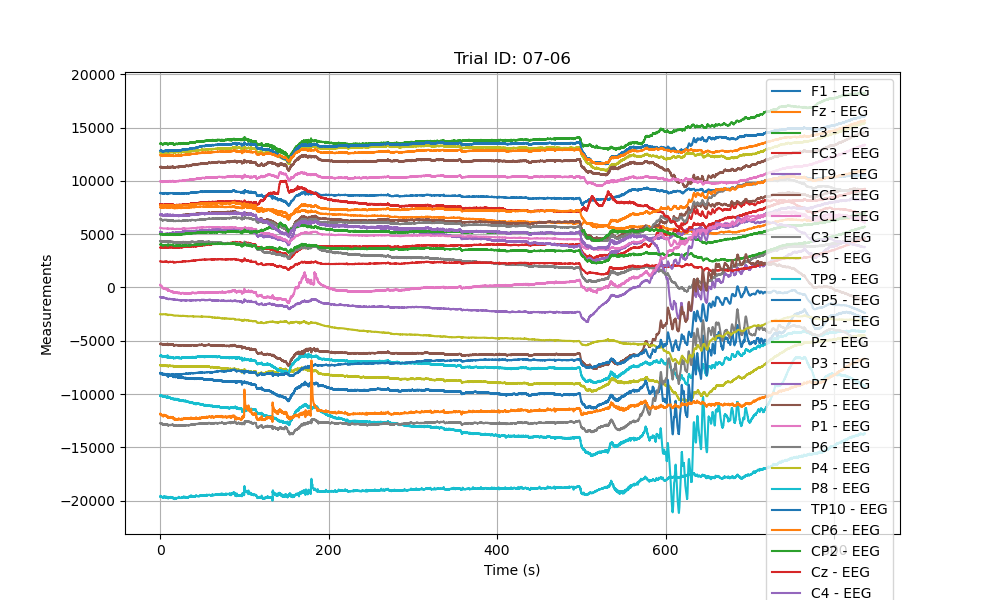 Trial ID: 07-06
20000
15000
10000
5000
0
−5000
−10000
−15000
−20000
Measurements
0
200
400
600
800
Time (s)
F1 - EEG
Fz - EEG
F3 - EEG
FC3 - EEG
FT9 - EEG
FC5 - EEG
FC1 - EEG
C3 - EEG
C5 - EEG
TP9 - EEG
CP5 - EEG
CP1 - EEG
Pz - EEG
P3 - EEG
P7 - EEG
P5 - EEG
P1 - EEG
P6 - EEG
P4 - EEG
P8 - EEG
TP10 - EEG
CP6 - EEG
CP2 - EEG
Cz - EEG
C4 - EEG